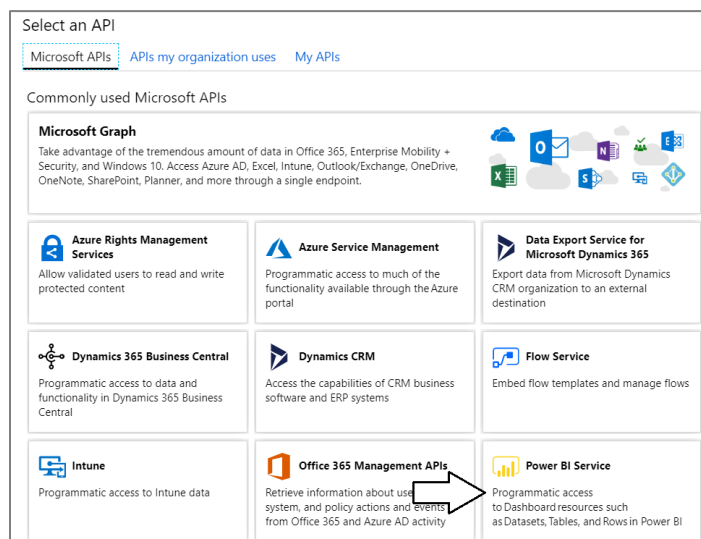 Select an API
Microsoft APIs
APIs my organization uses
My APIs
Commonly used Microsoft APIs
Microsoft Graph
Take advantage of the tremendous amount of data in Office 365, Enterprise Mobility +
Security, and Windows 10. Access Azure AD, Excel, Intune, Outlook/Exchange, OneDrive,
OneNote, SharePoint, Planner, and more through a single endpoint.
Azure Rights Management
Services
Allow validated users to read and write
protected content
Azure Service Management
Programmatic access to much of the
functionality available through the Azure
portal
Data Export Service for
Microsoft Dynamics 365
Export data from Microsoft Dynamics
CRM organization to an external
destination
Dynamics 365 Business Central
Programmatic access to data and
functionality in Dynamics 365 Business
Central
Dynamics CRM
Access the capabilities of CRM business
software and ERP systems
Flow Service
Embed flow templates and manage flows
Intune
Programmatic access to Intune data
Office 365 Management APIs
Retrieve information about
system, and policy actions and events
from Office 365 and Azure AD activity
Power BI Service
Programmatic access
to Dashboard resources such
as Datasets, Tables, and Rows in Power BI